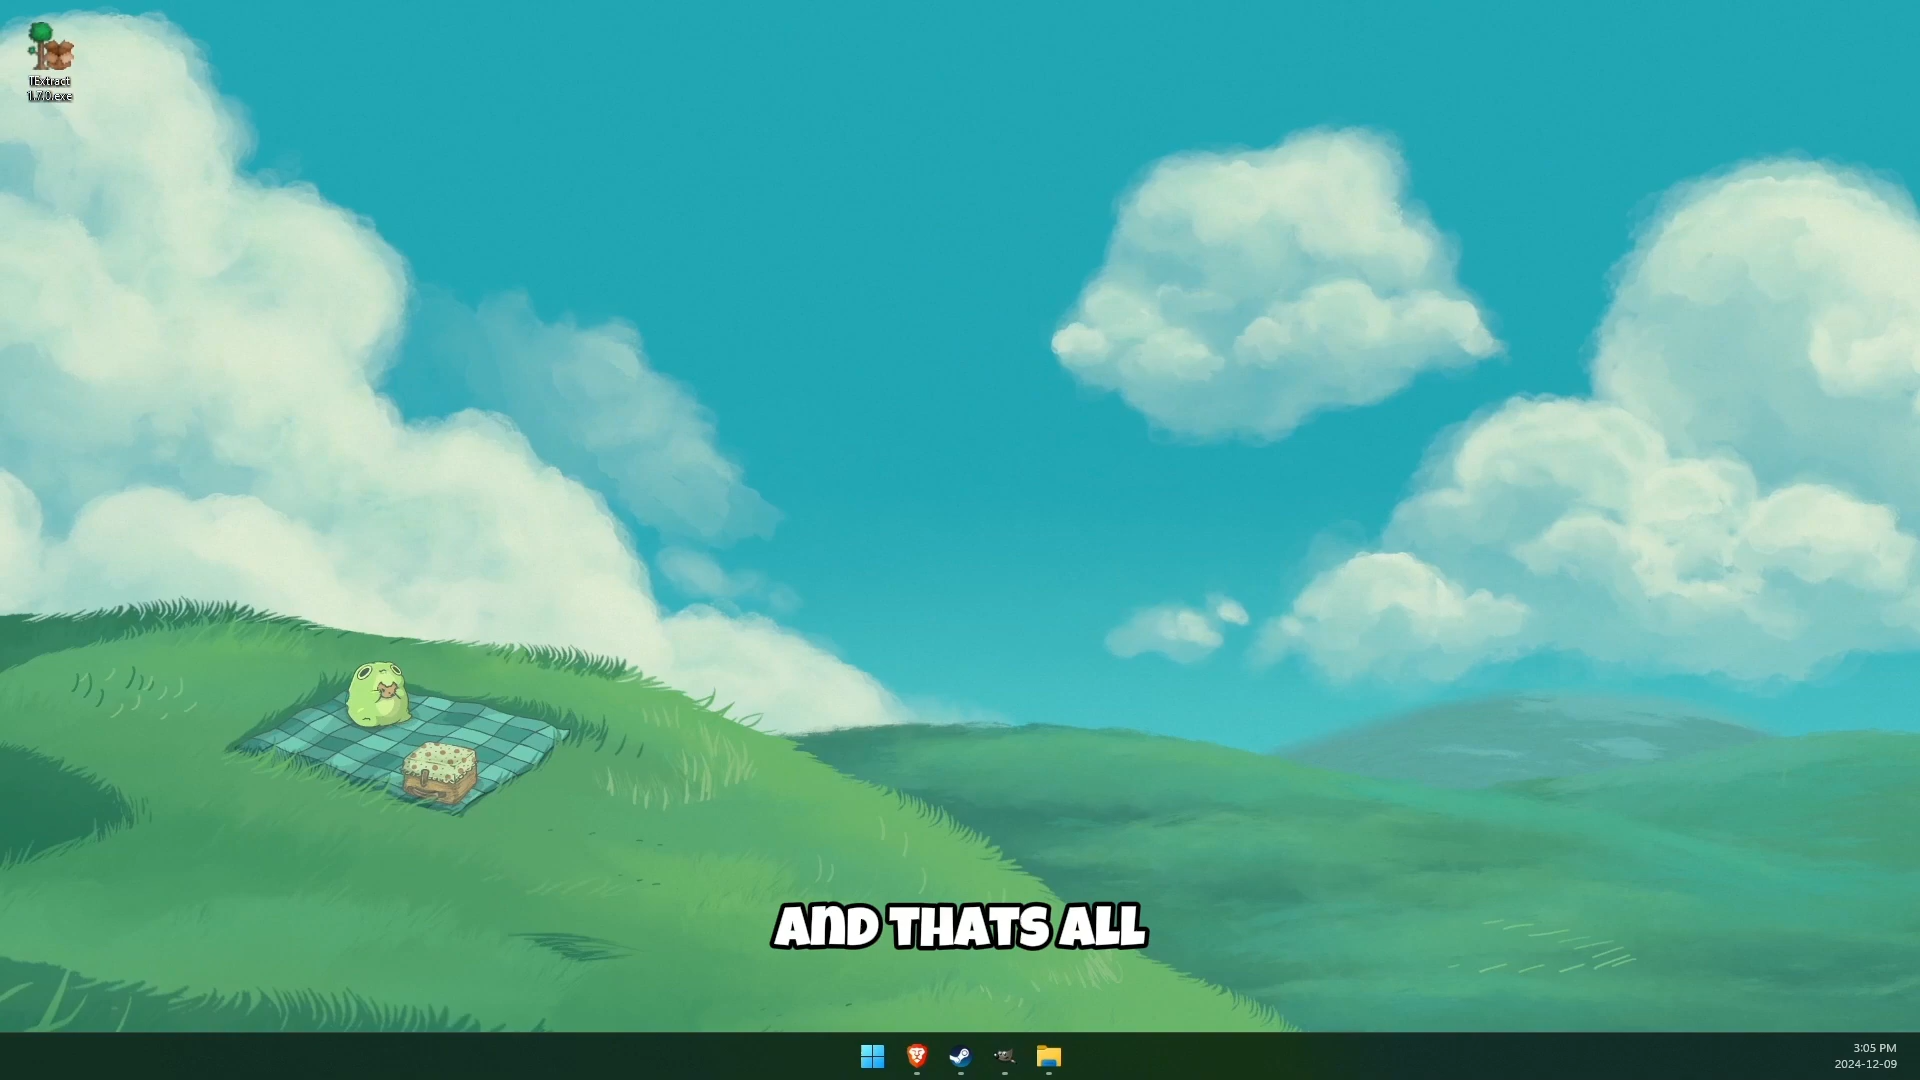 TExtract
1.7.0.exe
AND THATS ALL
3:05 PM
2024-12-09